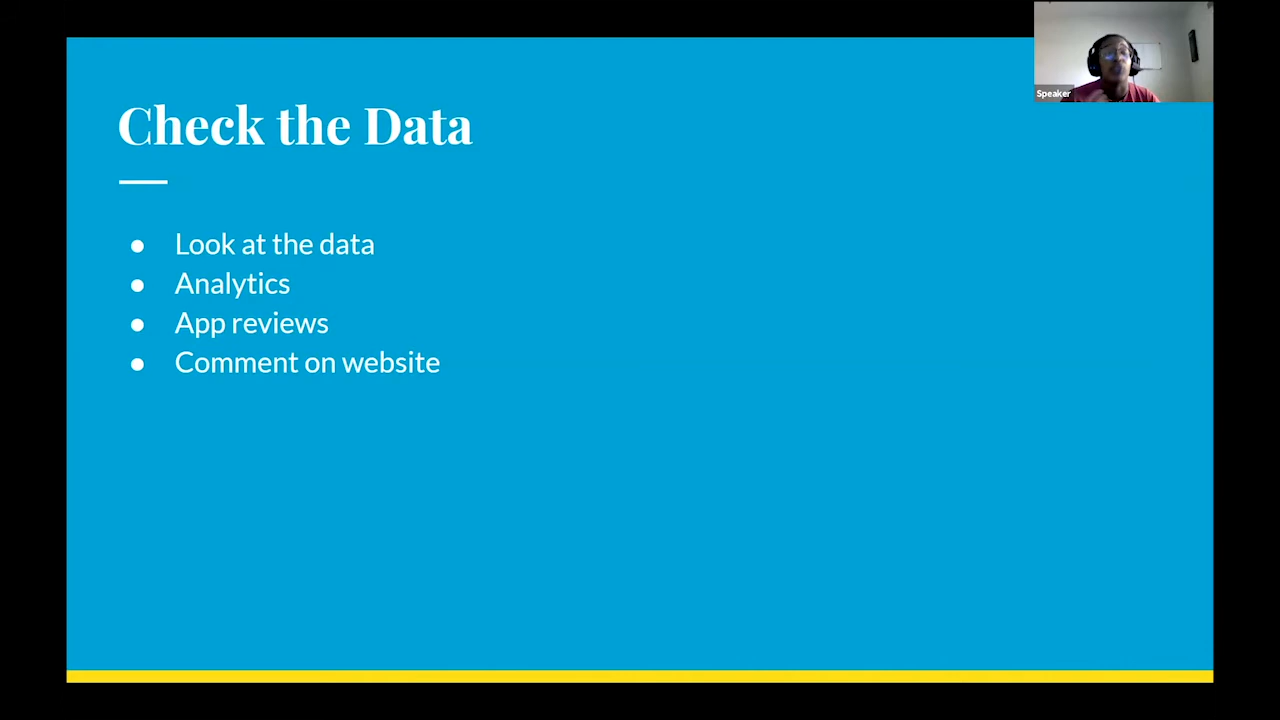 Check the Data
Look at the data
Analytics
App reviews
Comment on website
Speaker